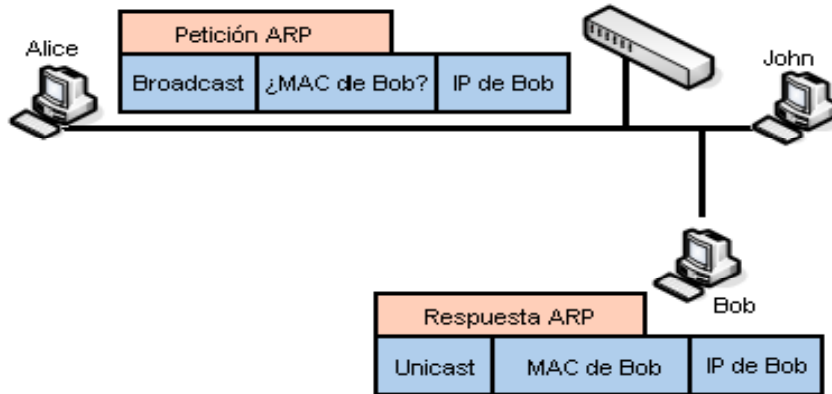 Alice
Petición ARP
Broadcast
¿MAC de Bob?
IP de Bob
John
Bob
Respuesta ARP
Unicast
MAC de Bob
IP de Bob